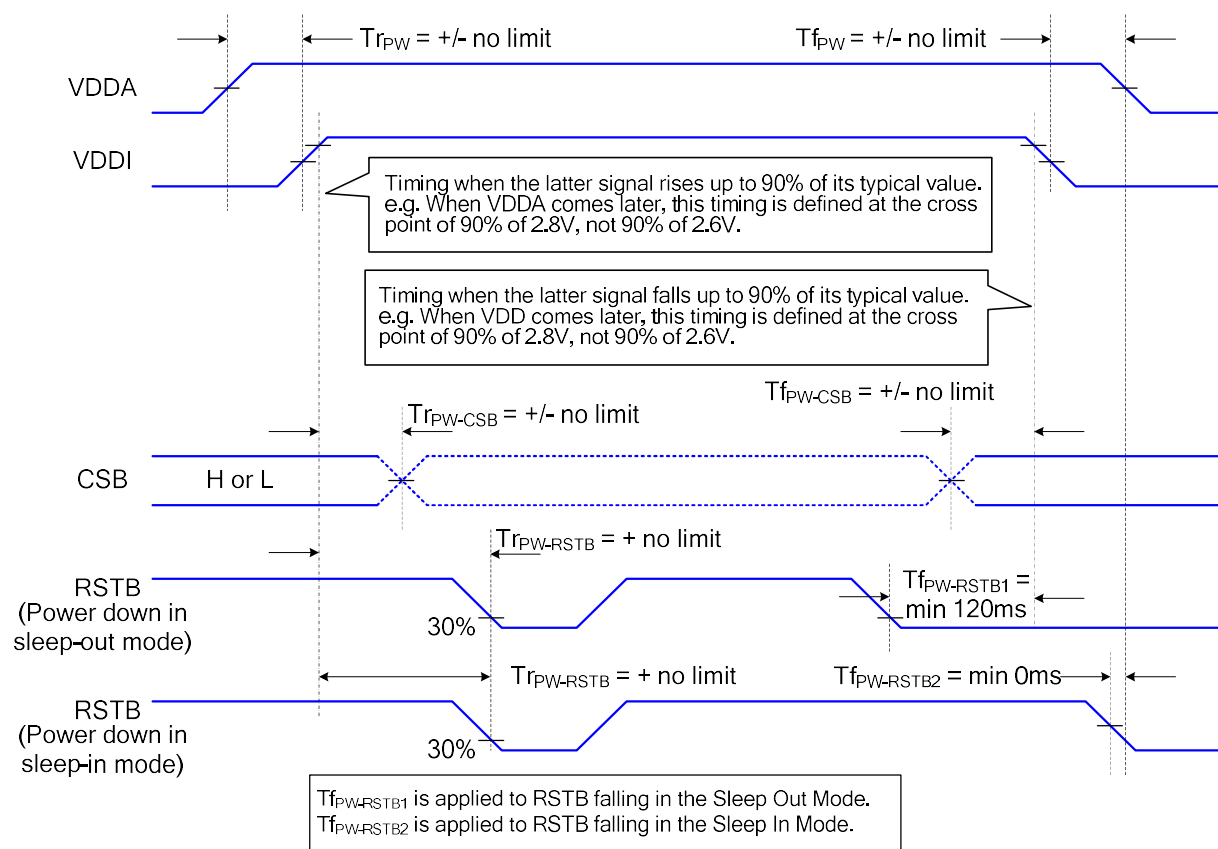 TrPW = +/- no limit
TfPW = +/- no limit
VDDA
VDDI
Timing when the latter signal rises up to 90% of its typical value.
e.g. When VDDA comes later, this timing is defined at the cross
point of 90% of 2.8V, not 90% of 2.6V.
Timing when the latter signal falls up to 90% of its typical value.
e.g. When VDD comes later, this timing is defined at the cross
point of 90% of 2.8V, not 90% of 2.6V.
TrPW-CSB = +/- no limit
TfPW-CSB = +/- no limit
CSB
H or L
TrPW-RSTB = + no limit
RSTB
(Power down in
sleep-out mode)
30%
TfPW-RSTB1 =
min 120ms
TrPW-RSTB = + no limit
TfPW-RSTB2 = min 0ms
RSTB
(Power down in
sleep-in mode)
30%
TfPW-RSTB1 is applied to RSTB falling in the Sleep Out Mode.
TfPW-RSTB2 is applied to RSTB falling in the Sleep In Mode.